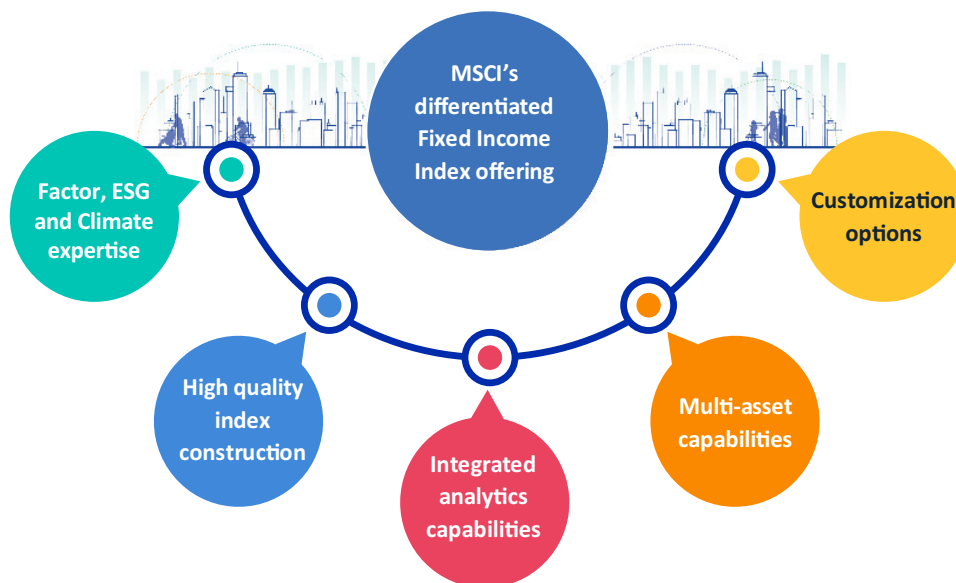 MSCI's
differentiated
Fixed Income
Index offering
Factor, ESG
and Climate
expertise
High quality
index
construction
Integrated
analytics
capabilities
Multi-asset
capabilities
Customization
options